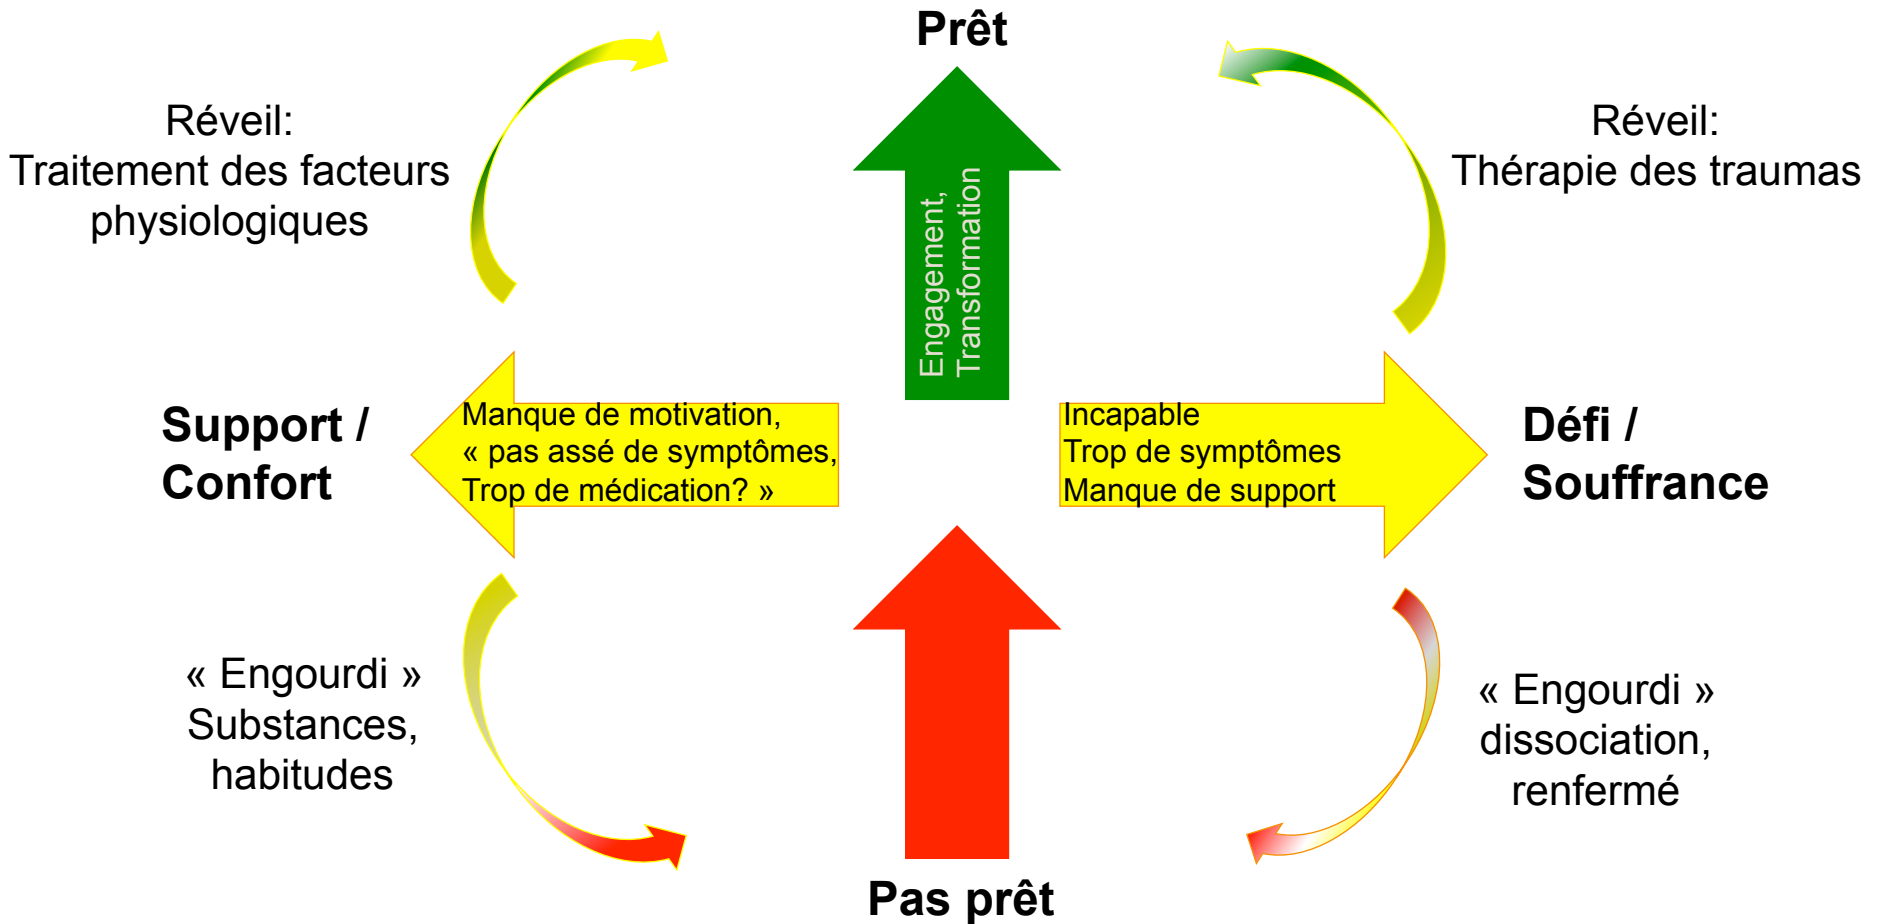 Prêt
Réveil:
Traitement des facteurs
physiologiques
Engagement,
Transformation
Réveil:
Thérapie des traumas
Support /
Confort
Manque de motivation,
« pas assé de symptômes,
Trop de médication? »
Incapable
Trop de symptômes
Manque de support
Défi /
Souffrance
« Engourdi »
Substances,
habitudes
« Engourdi »
dissociation,
renfermé
Pas prêt